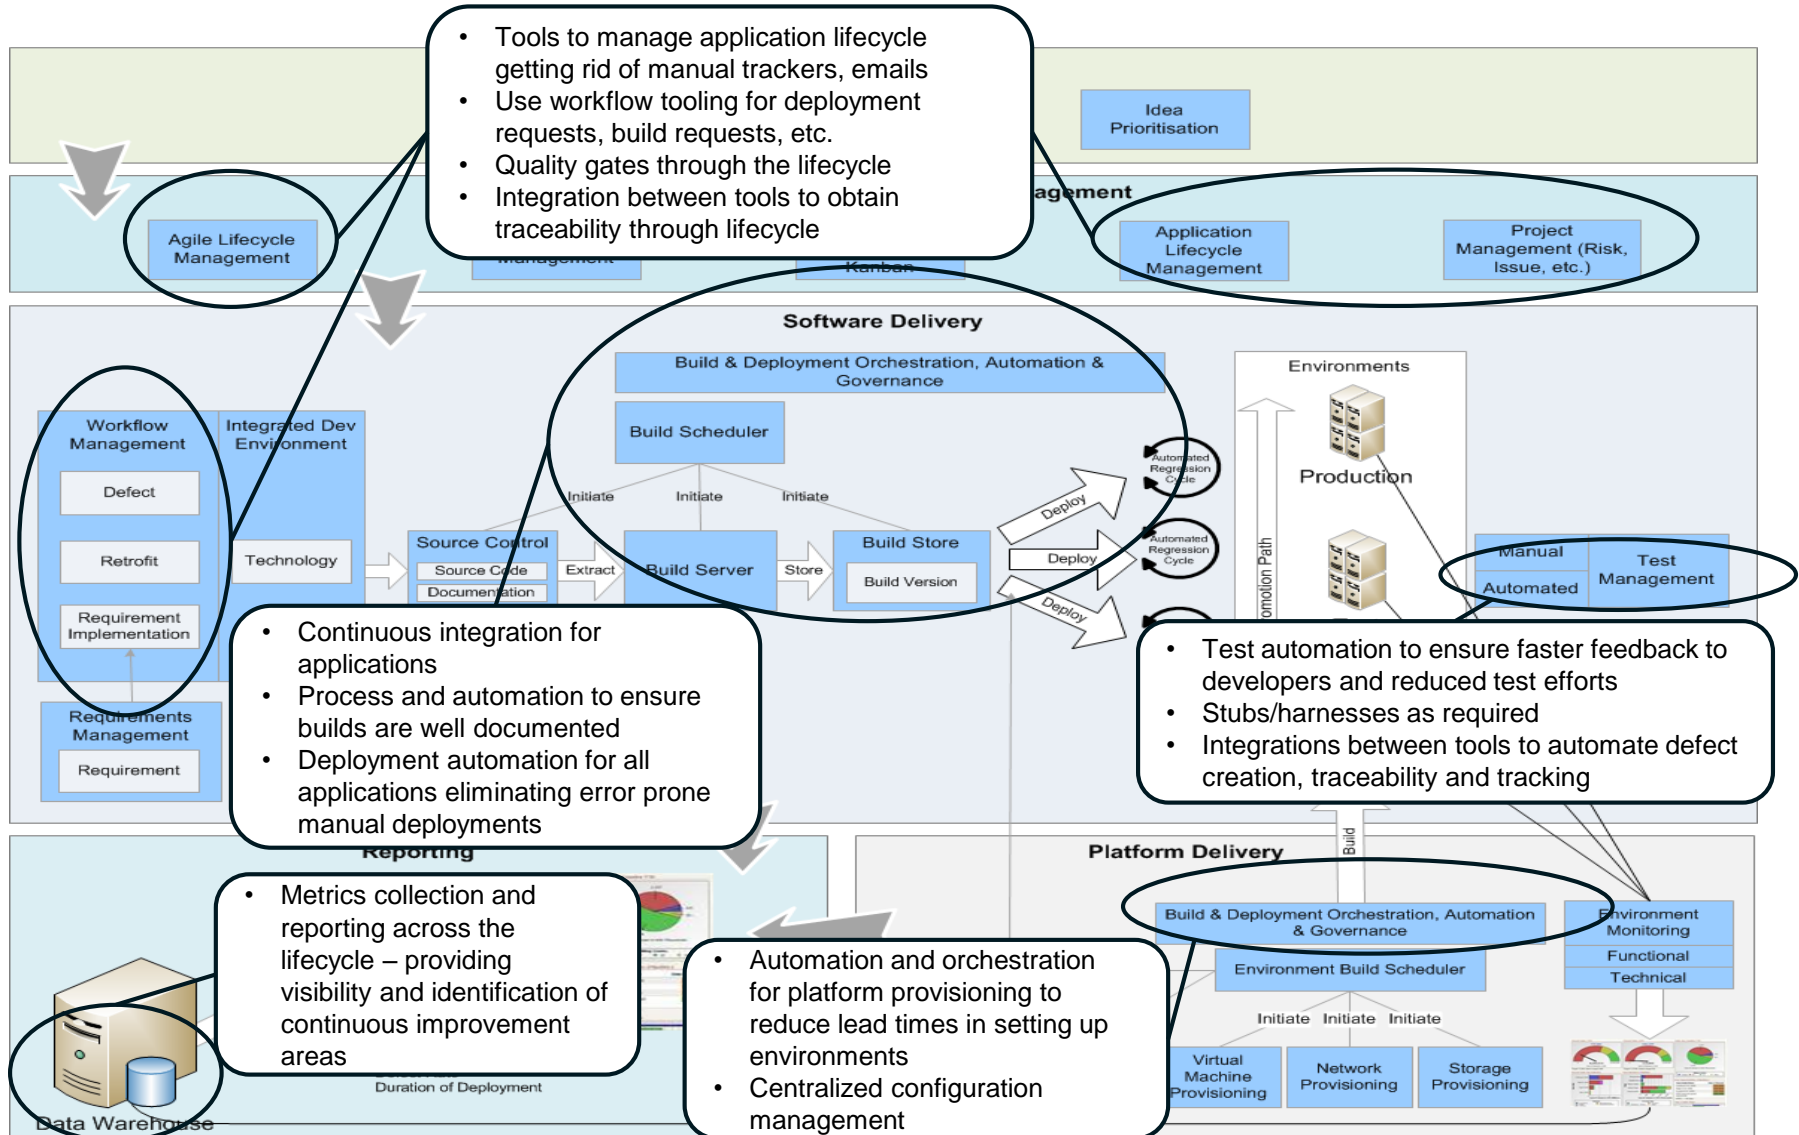 • Tools to manage application lifecycle
getting rid of manual trackers, emails
• Use workflow tooling for deployment
requests, build requests, etc.
• Quality gates through the lifecycle
• Integration between tools to obtain
traceability through lifecycle
Idea
Prioritisation
Agile Lifecycle
Management
Kanban
Application
Lifecycle
Management
Project
Management (Risk,
Issue, etc.)
Software Delivery
Build & Deployment Orchestration, Automation &
Governance
Build Scheduler
Initiate
Initiate
Initiate
Workflow
Management
Defect
Retrofit
Requirement
Implementation
Integrated Dev
Environment
Technology
Source Control
Source Code
Documentation
Extract
Build Server
Store
Build Store
Build Version
Deploy
Deploy
Deploy
Automated
Regression
Cycle
Automated
Regression
Cycle
Environments
Production
Manual
Automated
Test
Management
Requirements
Management
Requirement
• Continuous integration for
applications
• Process and automation to ensure
builds are well documented
• Deployment automation for all
applications eliminating error prone
manual deployments
• Test automation to ensure faster feedback to
developers and reduced test efforts
• Stubs/harnesses as required
• Integrations between tools to automate defect
creation, traceability and tracking
Build
Reporting
• Metrics collection and
reporting across the
lifecycle – providing
visibility and identification of
continuous improvement
areas
Duration of Deployment
Data Warehouse
Platform Delivery
Build & Deployment Orchestration, Automation
& Governance
Environment Build Scheduler
Initiate Initiate Initiate
Virtual
Machine
Provisioning
Network
Provisioning
Storage
Provisioning
Environment
Monitoring
Functional
Technical
• Automation and orchestration
for platform provisioning to
reduce lead times in setting up
environments
• Centralized configuration
management